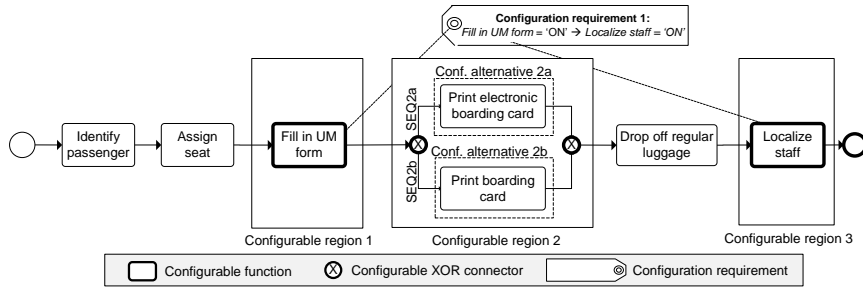 Configuration requirement 1:
Fill in UM form = ‘ON’ → Localize staff = ‘ON’
Conf. alternative 2a
SEQ2a
Print electronic
boarding card
Identify
passenger
Assign
seat
Fill in UM
form
X
X
Conf. alternative 2b
SEQ2b
Print boarding
card
Drop off regular
luggage
Localize
staff
Configurable region 1
Configurable region 2
Configurable region 3
Configurable function
X
Configurable XOR connector
Configuration requirement